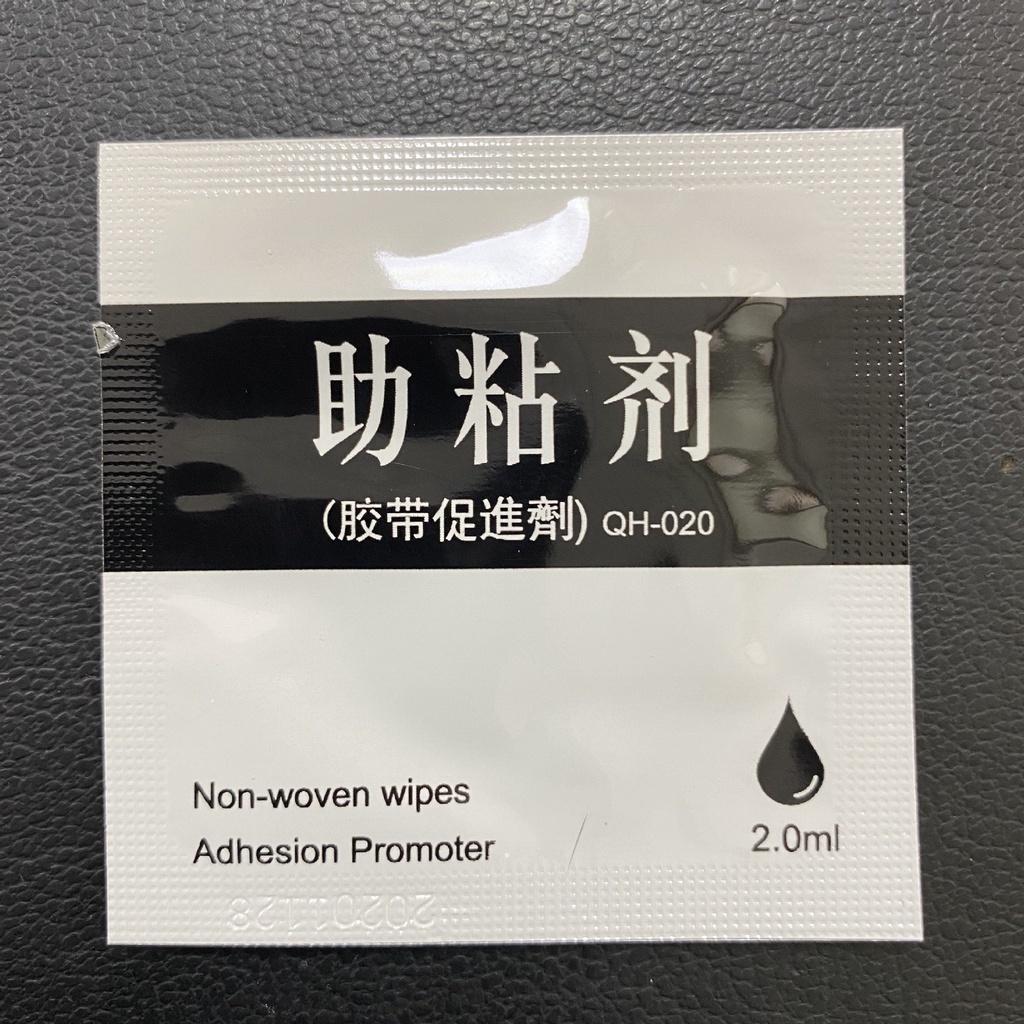 助粘剂
(胶带促進劑) QH-020
Non-woven wipes
Adhesion Promoter
2.0ml
20201128